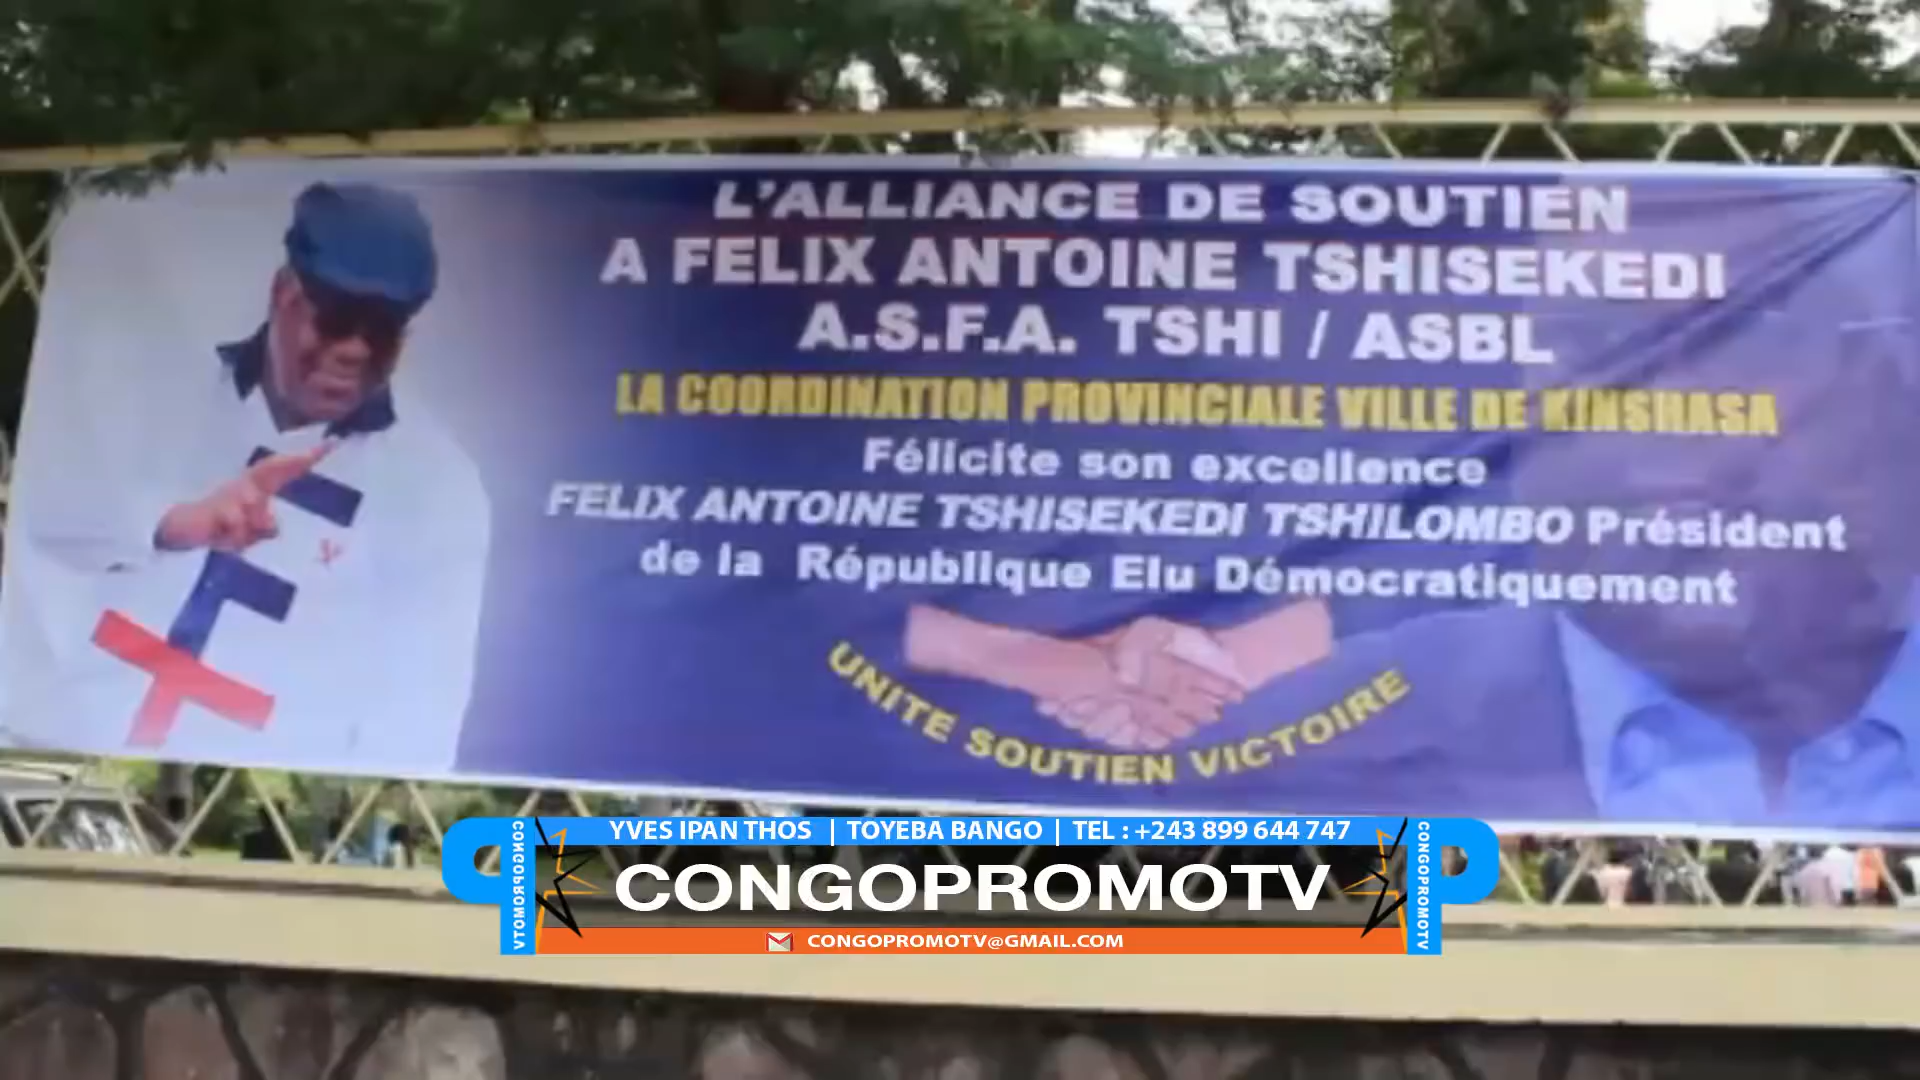 L'ALLIANCE DE SOUTIEN
A FELIX ANTOINE TSHISEKEDI
A.S.F.A. TSHI / ASBL
LA COORDINATION PROVINCIALE VILLE DE KINSHASA
Félicite son excellence
FELIX ANTOINE TSHISEKEDI TSHILOMBO Président
de la République Elu Démocratiquement
UNITE SOUTIEN VICTOIRE
YVES IPAN THOS | TOYEBA BANGO | TEL : +243 899 644 747
CONGOPROMOTV
CONGOPROMOTV
CONGOPROMOTV
CONGOPROMOTV@GMAIL.COM